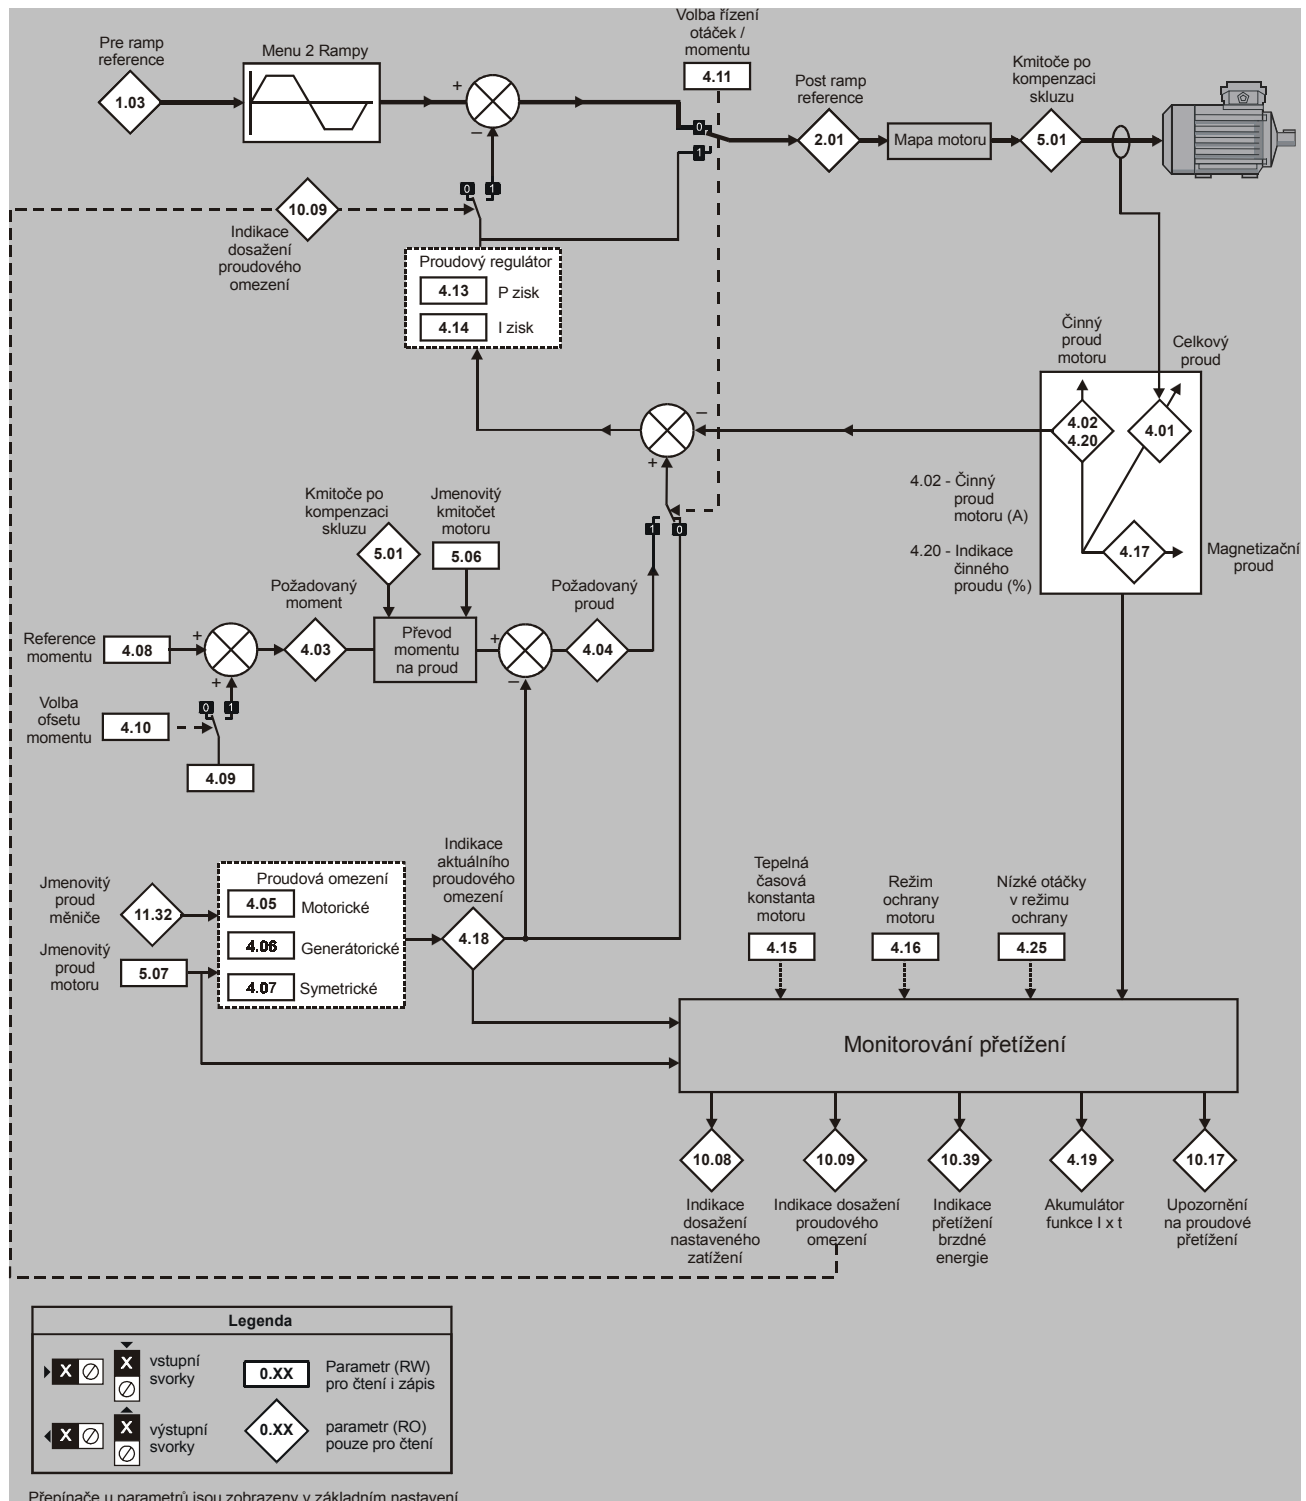 Volba řízení
otáček /
momentu
4.11
Pre ramp
reference
1.03
Menu 2 Rampy
+
–
0
1
Post ramp
reference
2.01
Mapa motoru
Kmitoče po
kompenzaci
skluzu
5.01
0
1
10.09
Indikace
dosažení
proudového
omezení
Proudový regulátor
4.13
P zisk
4.14
I zisk
Činný
proud
motoru
Celkový
proud
4.02
4.20
4.01
4.17
Magnetizační
proud
4.02 - Činný
proud
motoru (A)
4.20 - Indikace
činného
proudu (%)
–
+
1
0
Kmitoče po
kompenzaci
skluzu
5.01
Jmenovitý
kmitočet
motoru
5.06
Požadovaný
moment
4.03
Převod
momentu
na proud
Požadovaný
proud
4.04
+
–
Reference
momentu
4.08
+
+
Volba
ofsetu
momentu
4.10
0
1
4.09
Jmenovitý
proud
měniče
11.32
Jmenovitý
proud
motoru
5.07
Proudová omezení
4.05
Motorické
4.06
Generátorické
4.07
Symetrické
Indikace
aktuálního
proudového
omezení
4.18
Tepelná
časová
konstanta
motoru
4.15
Režim
ochrany
motoru
4.16
Nízké otáčky
v režimu
ochrany
4.25
Monitorování přetížení
10.08
10.09
10.39
4.19
10.17
Indikace
dosažení
nastaveného
zatížení
Indikace dosažení
proudového
omezení
Indikace
přetížení
brzdné
energie
Akumulátor
funkce I x t
Upozornění
na proudové
přetížení
Legenda
X
X
vstupní
svorky
0.XX
Parametr (RW)
pro čtení i zápis
X
X
výstupní
svorky
0.XX
parametr (RO)
pouze pro čtení
Přepínače u parametrů jsou zobrazeny v základním nastavení